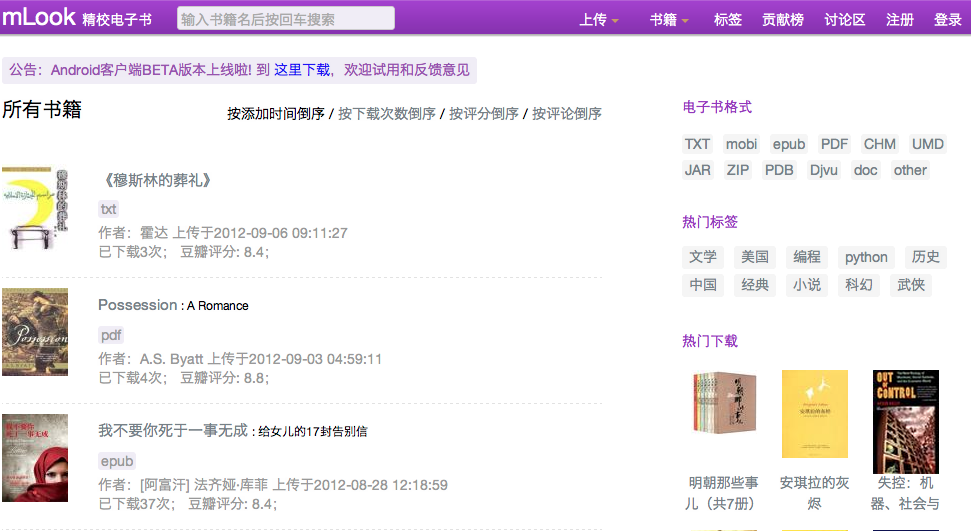 mLook 精校电子书 输入书籍名后按回车搜索 上传 书籍 标签 贡献榜 讨论区 注册 登录
公告：Android客户端BETA版本上线啦! 到 这里下载，欢迎试用和反馈意见
所有书籍
按添加时间倒序 / 按下载次数倒序 / 按评分倒序 / 按评论倒序
穆斯林的葬礼
《穆斯林的葬礼》
txt
作者：霍达 上传于2012-09-06 09:11:27
已下载3次； 豆瓣评分: 8.4；
Possession
Possession : A Romance
pdf
作者：A.S. Byatt 上传于2012-09-03 04:59:11
已下载4次； 豆瓣评分: 8.8；
我不要你
死于一事无成
我不要你死于一事无成 : 给女儿的17封告别信
epub
作者：[阿富汗] 法齐娅·库菲 上传于2012-08-28 12:18:59
已下载37次； 豆瓣评分: 8.4；
电子书格式
TXT mobi epub PDF CHM UMD
JAR ZIP PDB Djvu doc other
热门标签
文学 美国 编程 python 历史
中国 经典 小说 科幻 武侠
热门下载
明朝那些事
儿（共7册）
安琪拉的灰烬
安琪拉的灰
烬
OUT OF
CONTROL
失控：机
器、社会与